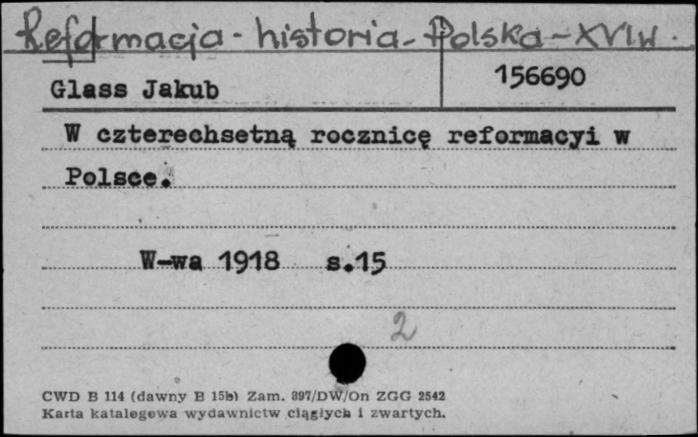 Reformacja - historia - Polska - XVI w.
Glass Jakub 156690
W czterechsetną rocznicę reformacyi w
Polsce.
W-wa 1918 s.15
2
CWD B 114 (dawny B 15b) Zam. 897/DW/On ZGG 2542
Karta katalogowa wydawnictw ciągłych i zwartych.